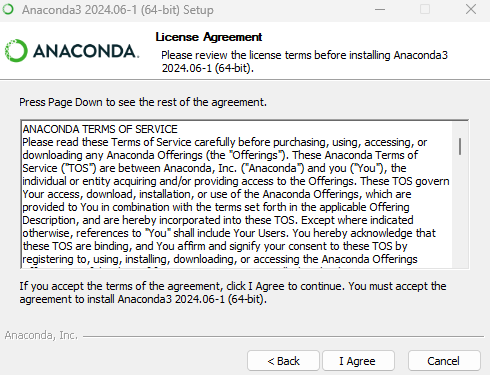 Anaconda3 2024.06-1 (64-bit) Setup
ANACONDA.
License Agreement
Please review the license terms before installing Anaconda3
2024.06-1 (64-bit).
Press Page Down to see the rest of the agreement.
ANACONDA TERMS OF SERVICE
Please read these Terms of Service carefully before purchasing, using, accessing, or
downloading any Anaconda Offerings (the "Offerings"). These Anaconda Terms of
Service ("TOS") are between Anaconda, Inc. ("Anaconda") and you ("You"), the
individual or entity acquiring and/or providing access to the Offerings. These TOS govern
Your access, download, installation, or use of the Anaconda Offerings, which are
provided to You in combination with the terms set forth in the applicable Offering
Description, and are hereby incorporated into these TOS. Except where indicated
otherwise, references to "You" shall include Your Users. You hereby acknowledge that
these TOS are binding, and You affirm and signify your consent to these TOS by
registering to, using, installing, downloading, or accessing the Anaconda Offerings
If you accept the terms of the agreement, click I Agree to continue. You must accept the
agreement to install Anaconda3 2024.06-1 (64-bit).
Anaconda, Inc.
< Back
I Agree
Cancel